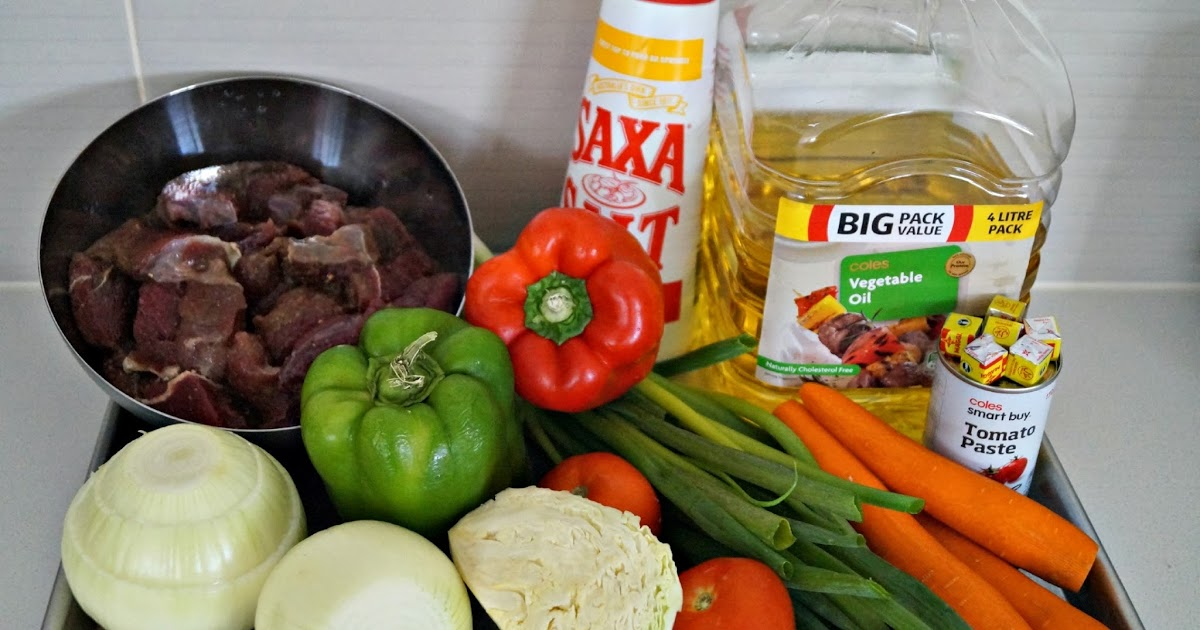 SAXA
SALT
BIG PACK VALUE
4 LITRE PACK
coles
Vegetable
Oil
Naturally Cholesterol Free
coles
smart buy.
Tomato
Paste